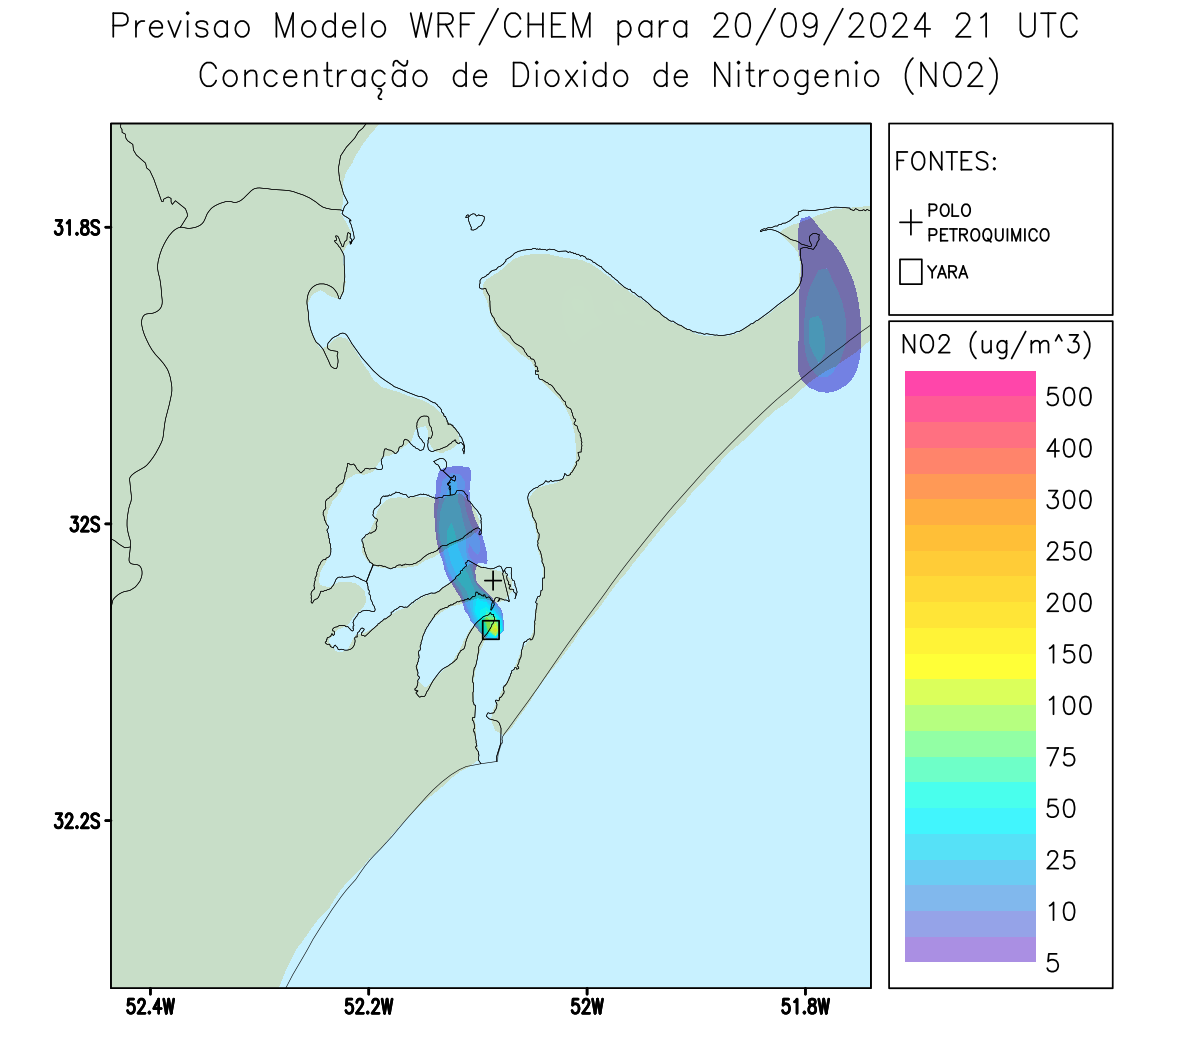 Previsao Modelo WRF/CHEM para 20/09/2024 21 UTC
Concentração de Dioxido de Nitrogenio (NO2)
FONTES:
POLO
PETROQUIMICO
YARA
NO2 (ug/m^3)
500
400
300
250
200
150
100
75
50
25
10
5
31.8S
32S
32.2S
52.4W
52.2W
52W
51.8W